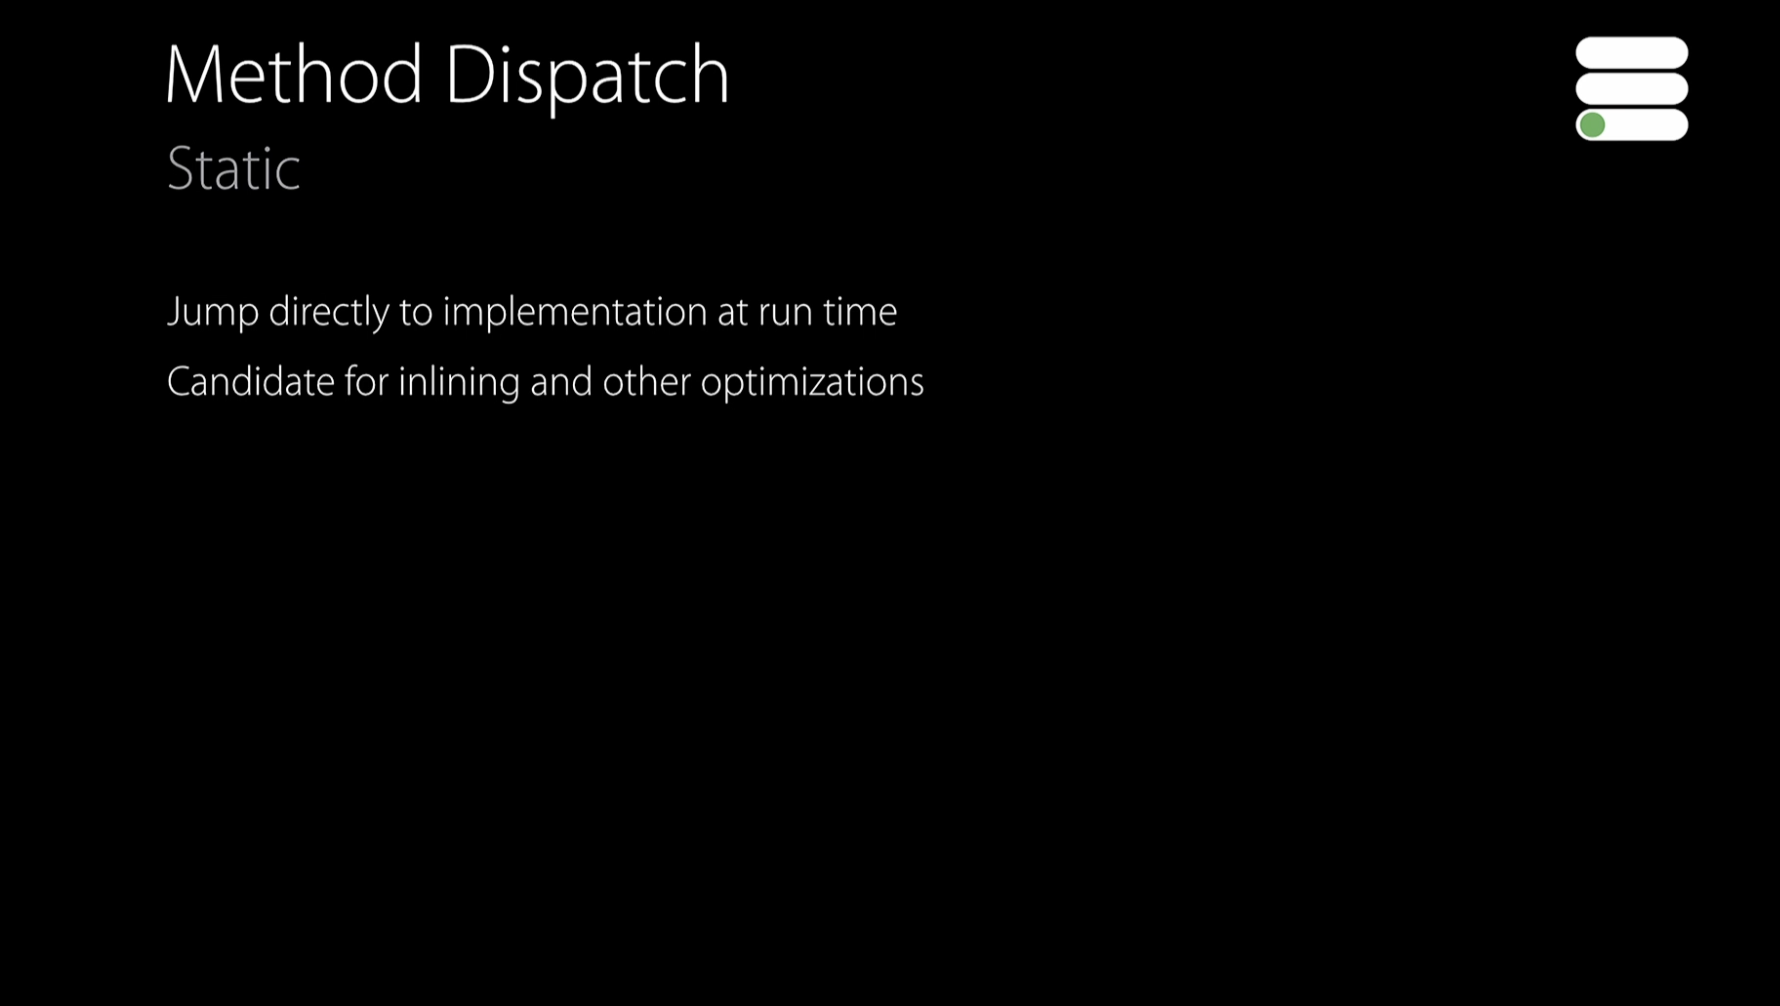 Method Dispatch
Static
Jump directly to implementation at run time
Candidate for inlining and other optimizations